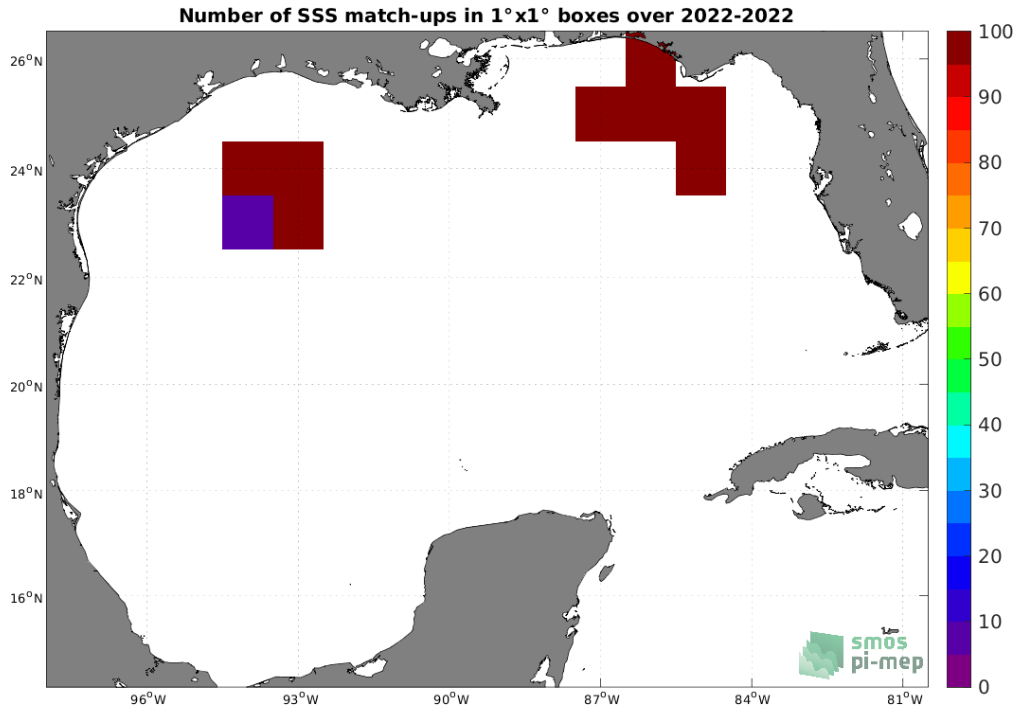 Number of SSS match-ups in 1°x1° boxes over 2022-2022
26°N
24°N
22°N
20°N
18°N
16°N
96°W
93°W
90°W
87°W
84°W
81°W
100
90
80
70
60
50
40
30
20
10
0
smos
pi-mep